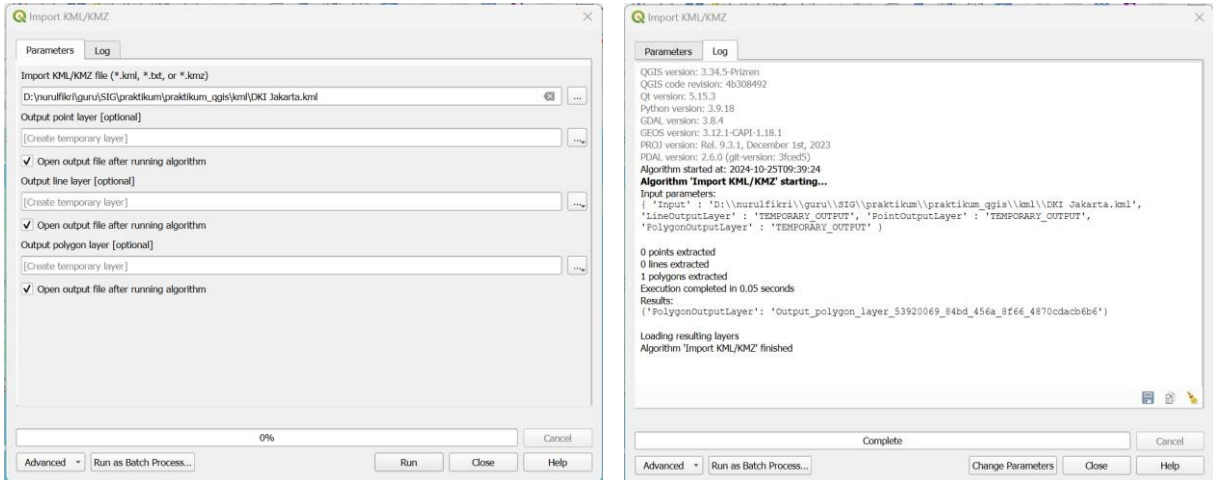 Import KML/KMZ
Parameters Log
Import KML/KMZ file (*.kml, *.txt, or *.kmz)
D:\nurulfikri\guru\SIG\praktikum\praktikum_qgis\kml\DKI Jakarta.kml
...
Output point layer [optional]
[Create temporary layer]
...
Open output file after running algorithm
Output line layer [optional]
[Create temporary layer]
...
Open output file after running algorithm
Output polygon layer [optional]
[Create temporary layer]
...
Open output file after running algorithm
0%
Cancel
Advanced Run as Batch Process... Run Close Help
Import KML/KMZ
Parameters Log
QGIS version: 3.34.5-Prizren
QGIS code revision: 4b308492
Qt version: 5.15.3
Python version: 3.9.18
GDAL version: 3.8.4
GEOS version: 3.12.1-CAPI-1.18.1
PROJ version: Rel. 9.3.1, December 1st, 2023
PDAL version: 2.6.0 (git-version: 3fced5)
Algorithm started at: 2024-10-25T09:39:24
Algorithm 'Import KML/KMZ' starting...
Input parameters:
{ 'Input' : 'D:\\nurulfikri\\guru\\SIG\\praktikum\\praktikum_qgis\\kml\\DKI Jakarta.kml',
'LineOutputLayer' : 'TEMPORARY_OUTPUT', 'PointOutputLayer' : 'TEMPORARY_OUTPUT',
'PolygonOutputLayer' : 'TEMPORARY_OUTPUT' }
0 points extracted
0 lines extracted
1 polygons extracted
Execution completed in 0.05 seconds
Results:
{'PolygonOutputLayer': 'Output_polygon_layer_53920069_84bd_456a_8f66_4870cdacb6b6'}
Loading resulting layers
Algorithm 'Import KML/KMZ' finished
Complete
Cancel
Advanced Run as Batch Process... Change Parameters Close Help